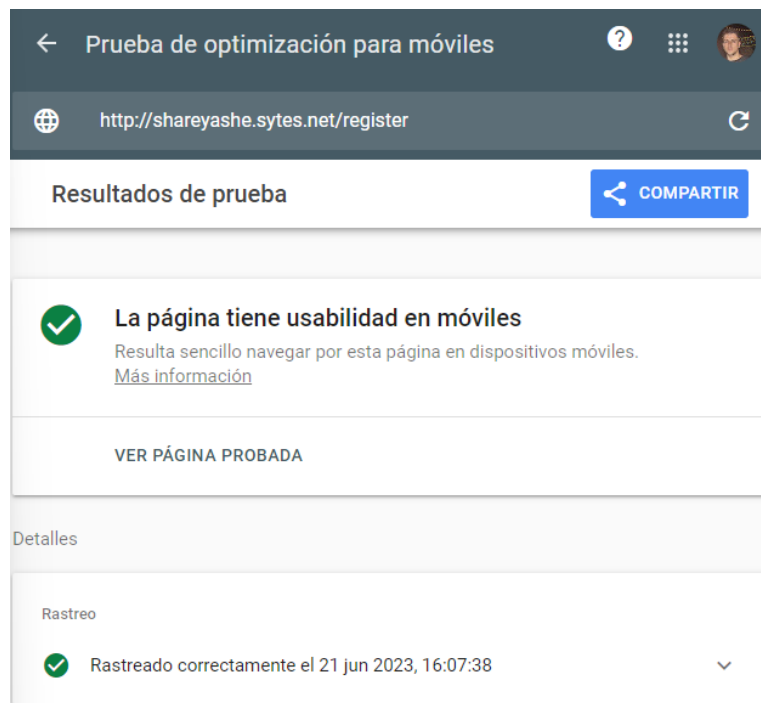 Prueba de optimización para móviles
http://shareyashe.sytes.net/register
Resultados de prueba
COMPARTIR
La página tiene usabilidad en móviles
Resulta sencillo navegar por esta página en dispositivos móviles.
Más información
VER PÁGINA PROBADA
Detalles
Rastreo
Rastreado correctamente el 21 jun 2023, 16:07:38